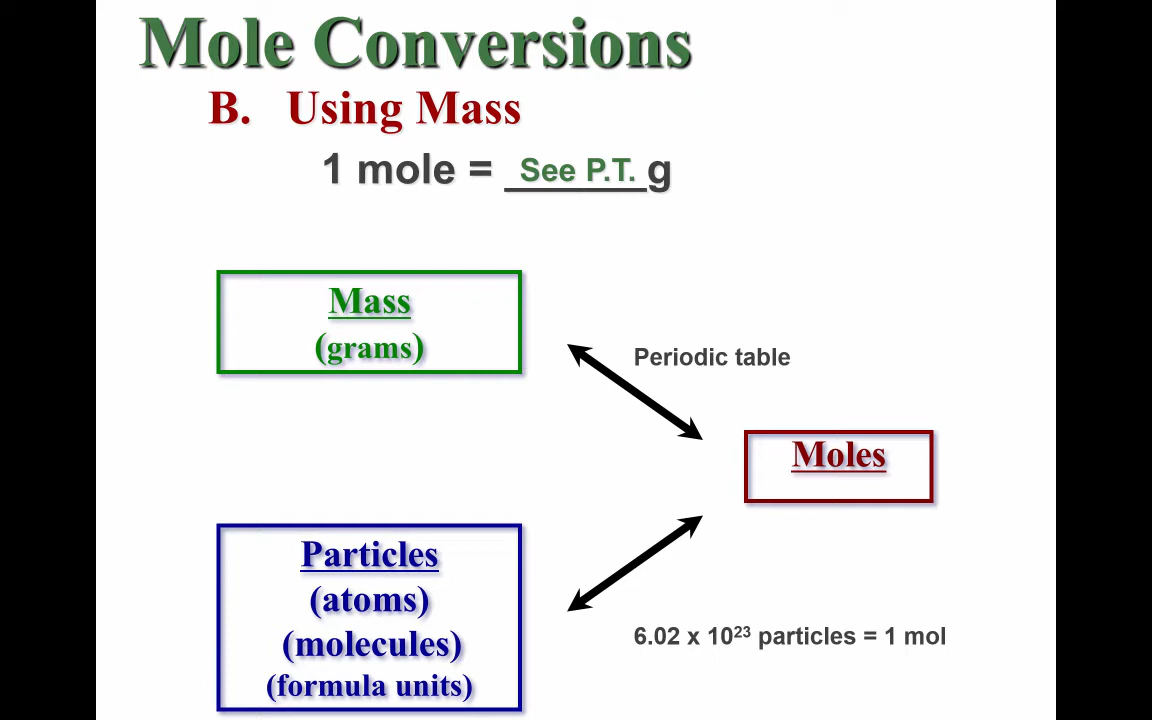 Mole Conversions
B. Using Mass
1 mole = See P.T. g
Mass
(grams)
Periodic table
Moles
Particles
(atoms)
(molecules)
(formula units)
6.02 x 10²³ particles = 1 mol